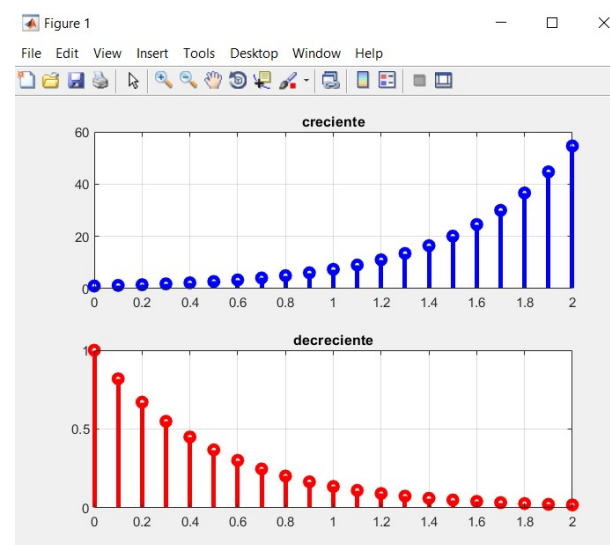 Figure 1
File Edit View Insert Tools Desktop Window Help
creciente
60
40
20
0
0 0.2 0.4 0.6 0.8 1 1.2 1.4 1.6 1.8 2
decreciente
1
0.5
0
0 0.2 0.4 0.6 0.8 1 1.2 1.4 1.6 1.8 2